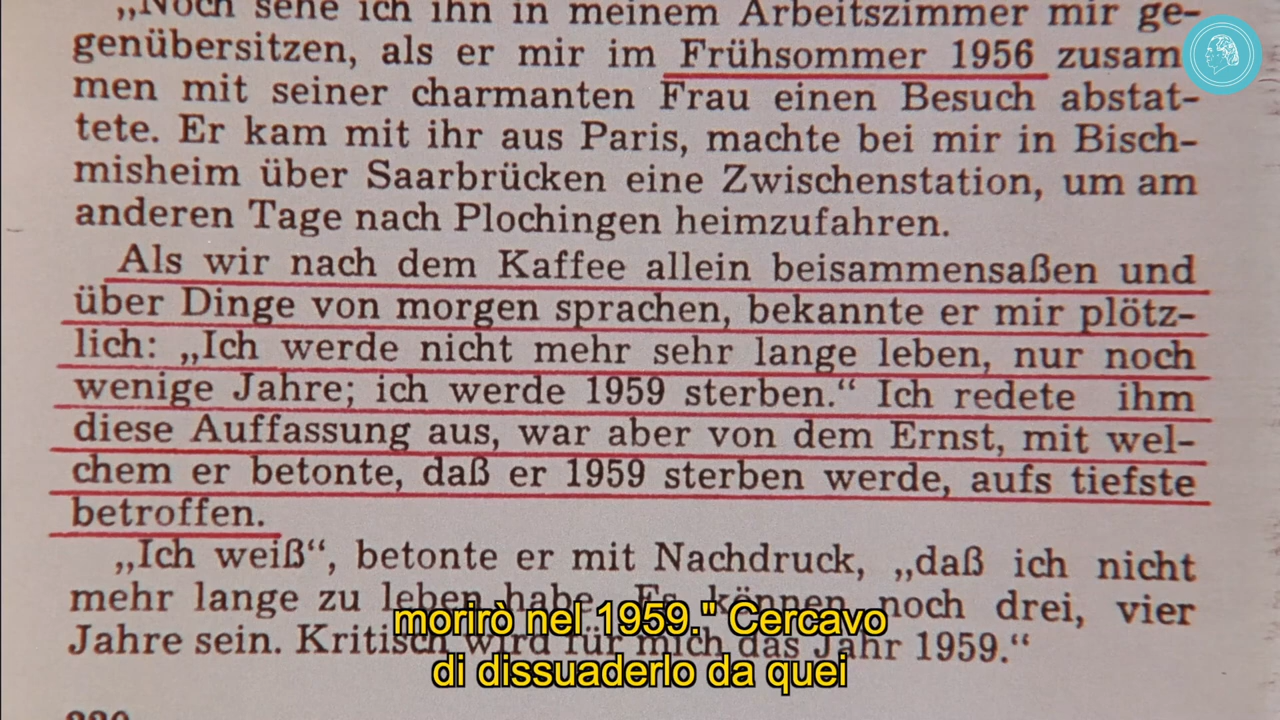 „Noch sehe ich ihn in meinem Arbeitszimmer mir ge-
genübersitzen, als er mir im Frühsommer 1956 zusam
men mit seiner charmanten Frau einen Besuch abstat-
tete. Er kam mit ihr aus Paris, machte bei mir in Bisch-
misheim über Saarbrücken eine Zwischenstation, um am
anderen Tage nach Plochingen heimzufahren.
Als wir nach dem Kaffee allein beisammensaßen und
über Dinge von morgen sprachen, bekannte er mir plötz-
lich: „Ich werde nicht mehr sehr lange leben, nur noch
wenige Jahre; ich werde 1959 sterben.“ Ich redete ihm
diese Auffassung aus, war aber von dem Ernst, mit wel-
chem er betonte, daß er 1959 sterben werde, aufs tiefste
betroffen.
„Ich weiß“, betonte er mit Nachdruck, „daß ich nicht
mehr lange zu leben habe. Es können noch drei, vier
Jahre sein. Kritisch wird für mich das Jahr 1959.“
morirò nel 1959." Cercavo
di dissuaderlo da quei